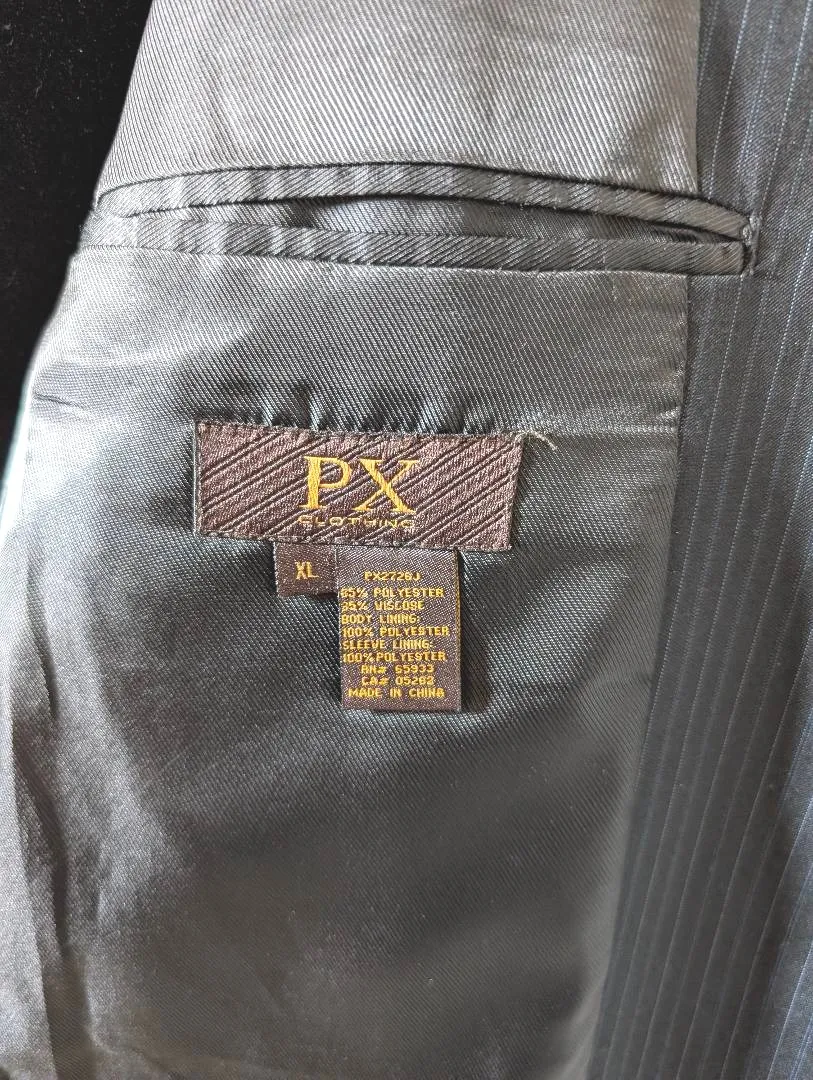 PX
CLOTHING
XL
PX2726J
65% POLYESTER
35% VISCOSE
BODY LINING:
100% POLYESTER
SLEEVE LINING:
100% POLYESTER
RN# 65933
CA# 05262
MADE IN CHINA